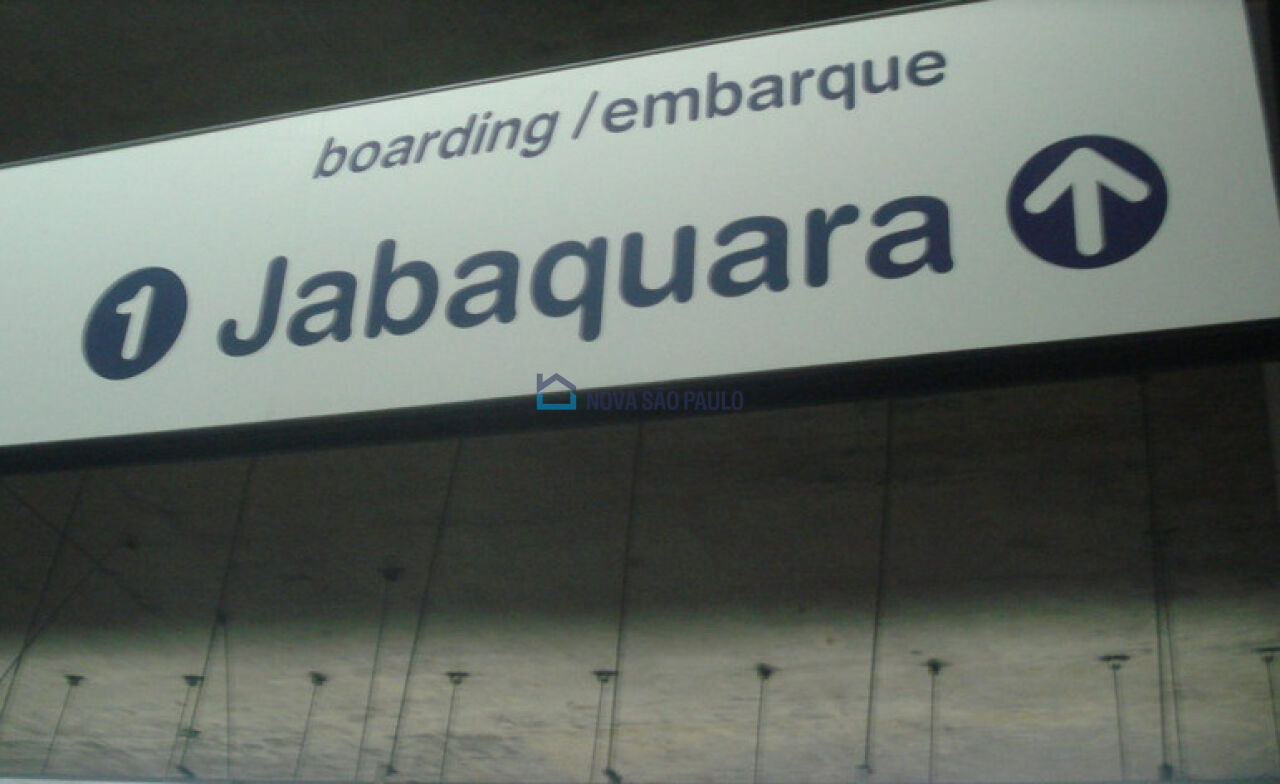 boarding / embarque
1 Jabaquara
NOVA SÃO PAULO